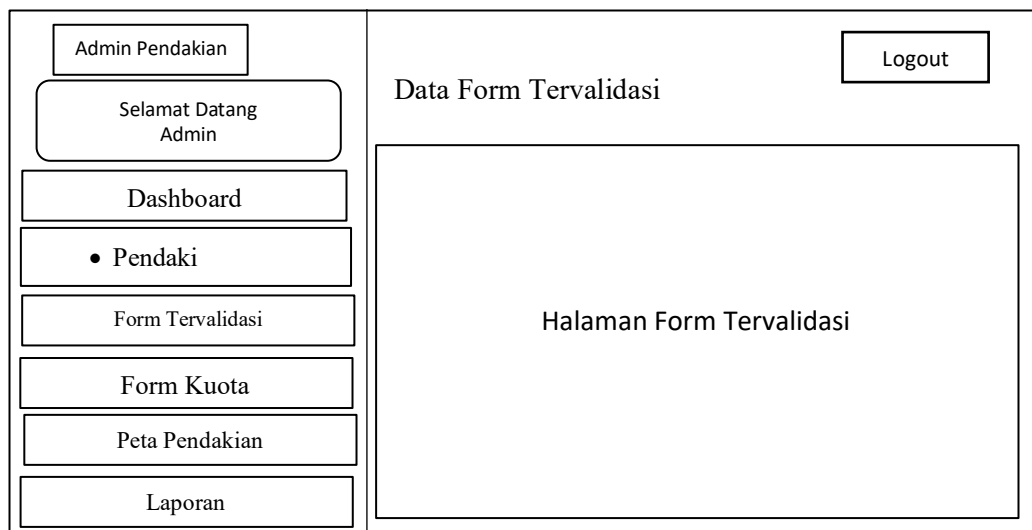 Admin Pendakian
Selamat Datang
Admin
Dashboard
• Pendaki
Form Tervalidasi
Form Kuota
Peta Pendakian
Laporan
Logout
Data Form Tervalidasi
Halaman Form Tervalidasi